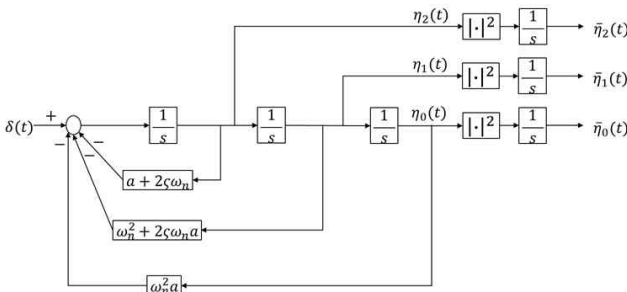 η₂(t) |·|² 1/s η̄₂(t)
η₁(t) |·|² 1/s η̄₁(t)
δ(t) + 1/s 1/s 1/s η₀(t) |·|² 1/s η̄₀(t)
− − −
a + 2ςωₙ
ωₙ² + 2ςωₙa
ωₙ²a